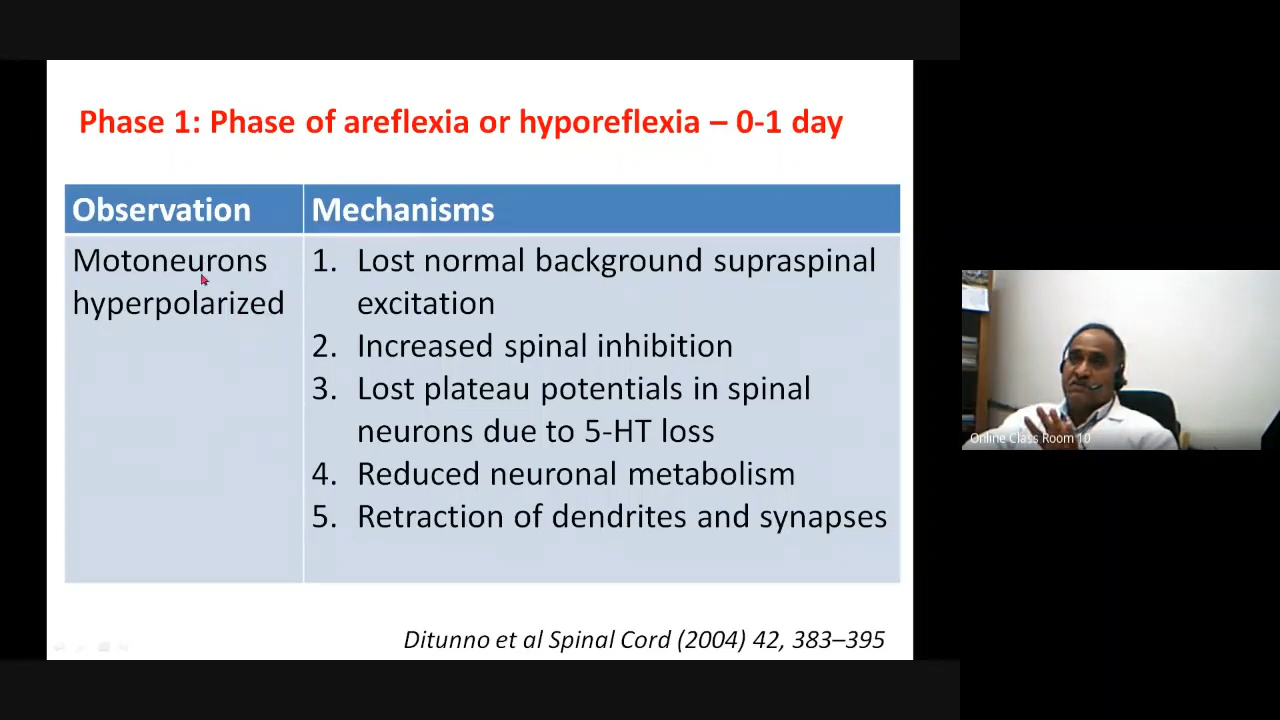 Phase 1: Phase of areflexia or hyporeflexia – 0-1 day
Observation
Mechanisms
Motoneurons
hyperpolarized
1. Lost normal background supraspinal
excitation
2. Increased spinal inhibition
3. Lost plateau potentials in spinal
neurons due to 5-HT loss
4. Reduced neuronal metabolism
5. Retraction of dendrites and synapses
Ditunno et al Spinal Cord (2004) 42, 383–395
Online Class Room 10